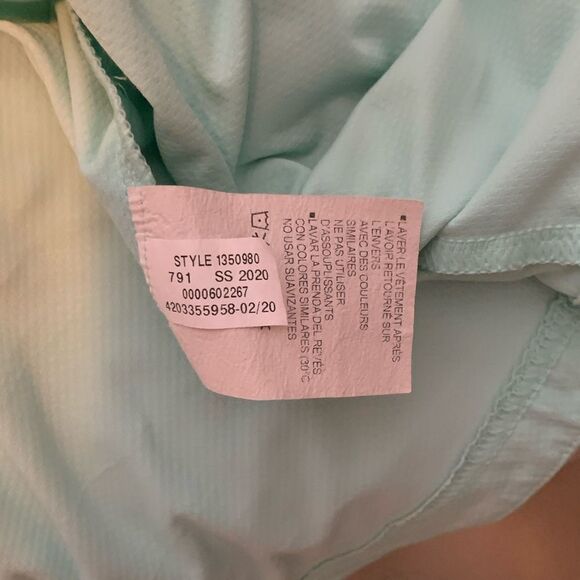 STYLE 1350980
791 SS 2020
0000602267
4203355958-02/20
■LAVER LE VÊTEMENT APRÈS
L'AVOIR RETOURNÉ SUR
L'ENVERS
AVEC DES COULEURS
SIMILAIRES
NE PAS UTILISER
D'ASSOUPLISSANTS
■LAVAR LA PRENDA DEL REVÉS
CON COLORES SIMILARES (30°C
NO USAR SUAVIZANTES